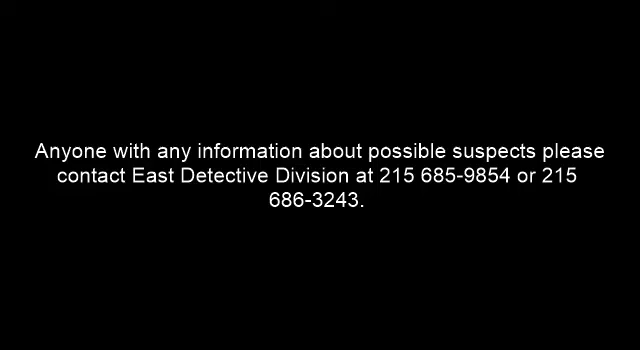 Anyone with any information about possible suspects please
contact East Detective Division at 215 685-9854 or 215
686-3243.